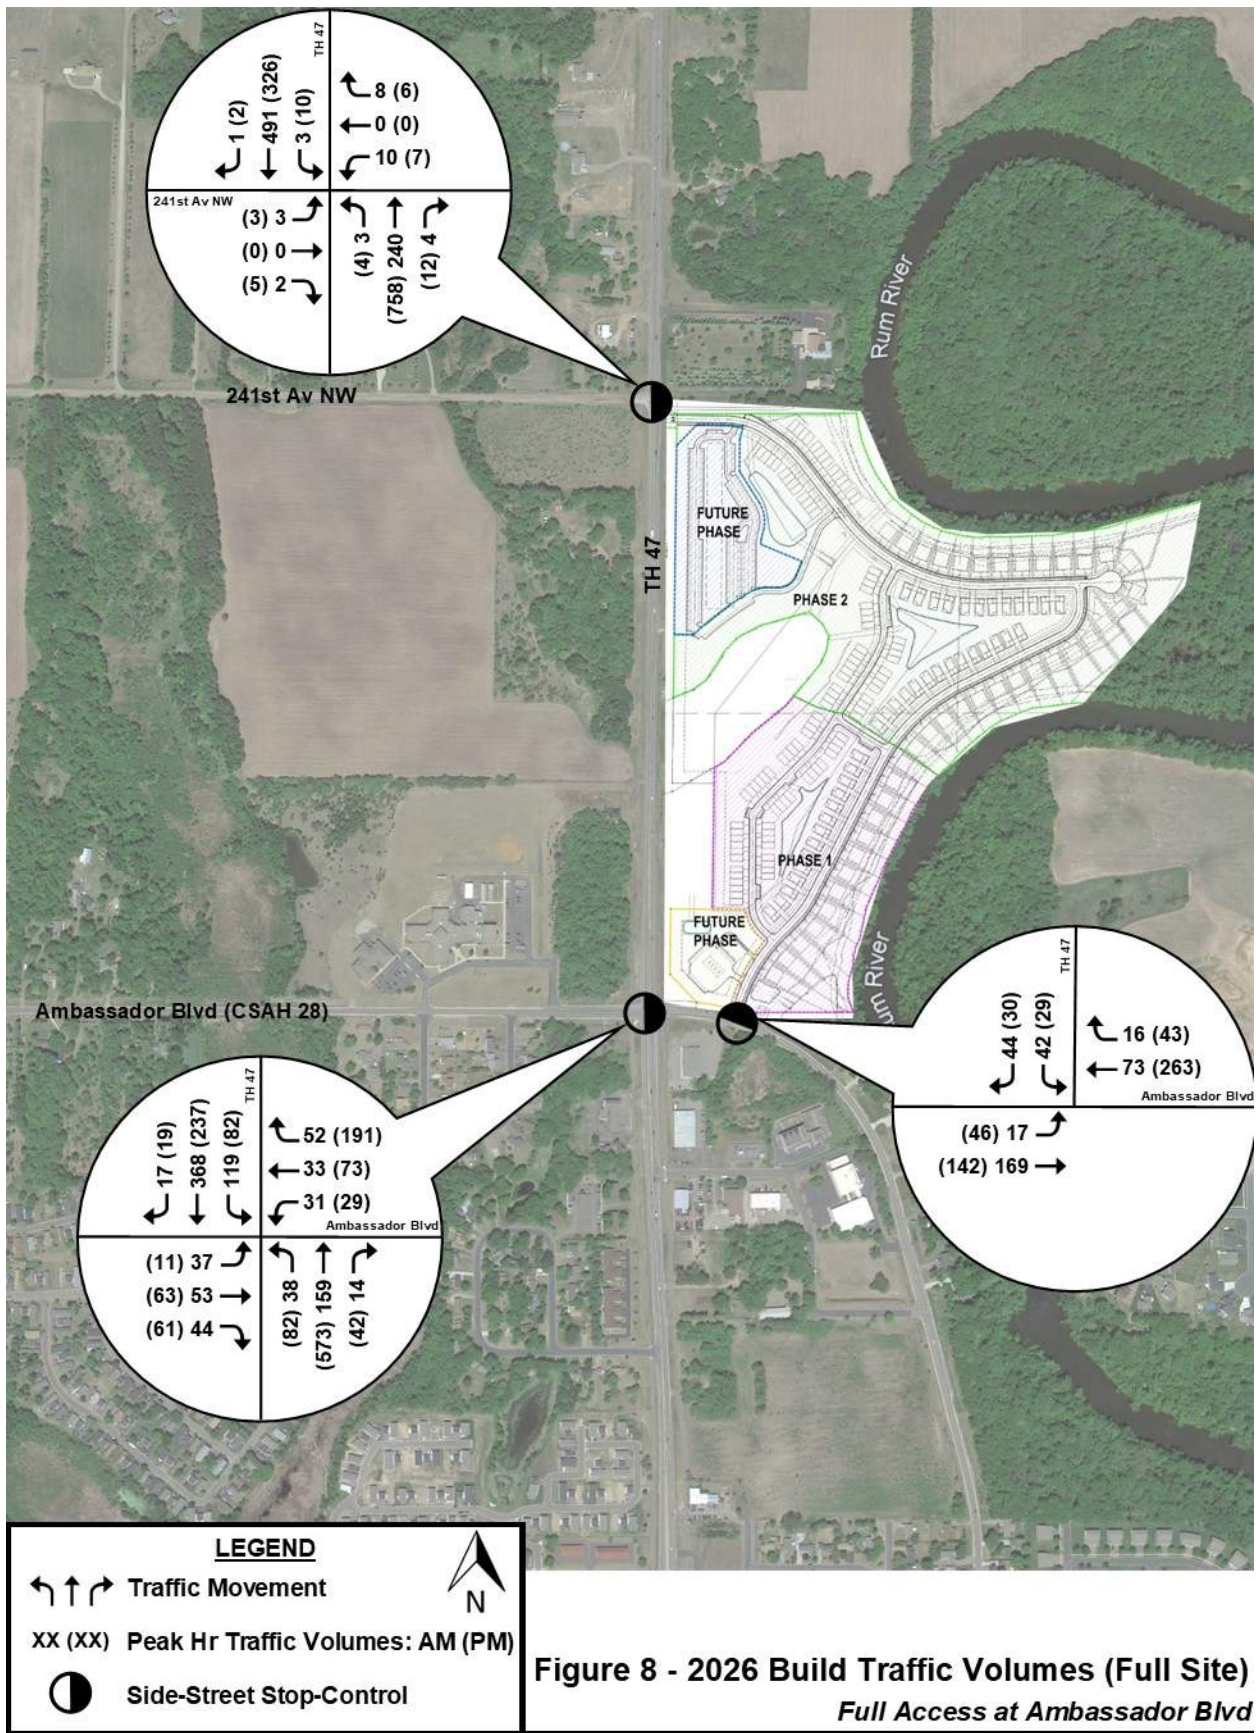 TH 47
1 (2)
491 (326)
3 (10)
8 (6)
0 (0)
10 (7)
241st Av NW
(3) 3
(0) 0
(5) 2
(4) 3
(758) 240
(12) 4
Rum River
241st Av NW
FUTURE
PHASE
TH 47
PHASE 2
PHASE 1
FUTURE
PHASE
Rum River
Ambassador Blvd (CSAH 28)
TH 47
44 (30)
42 (29)
16 (43)
73 (263)
Ambassador Blvd
(46) 17
(142) 169
TH 47
17 (19)
368 (237)
119 (82)
52 (191)
33 (73)
31 (29)
Ambassador Blvd
(11) 37
(63) 53
(61) 44
(82) 38
(573) 159
(42) 14
LEGEND
Traffic Movement
N
XX (XX) Peak Hr Traffic Volumes: AM (PM)
Side-Street Stop-Control
Figure 8 - 2026 Build Traffic Volumes (Full Site)
Full Access at Ambassador Blvd